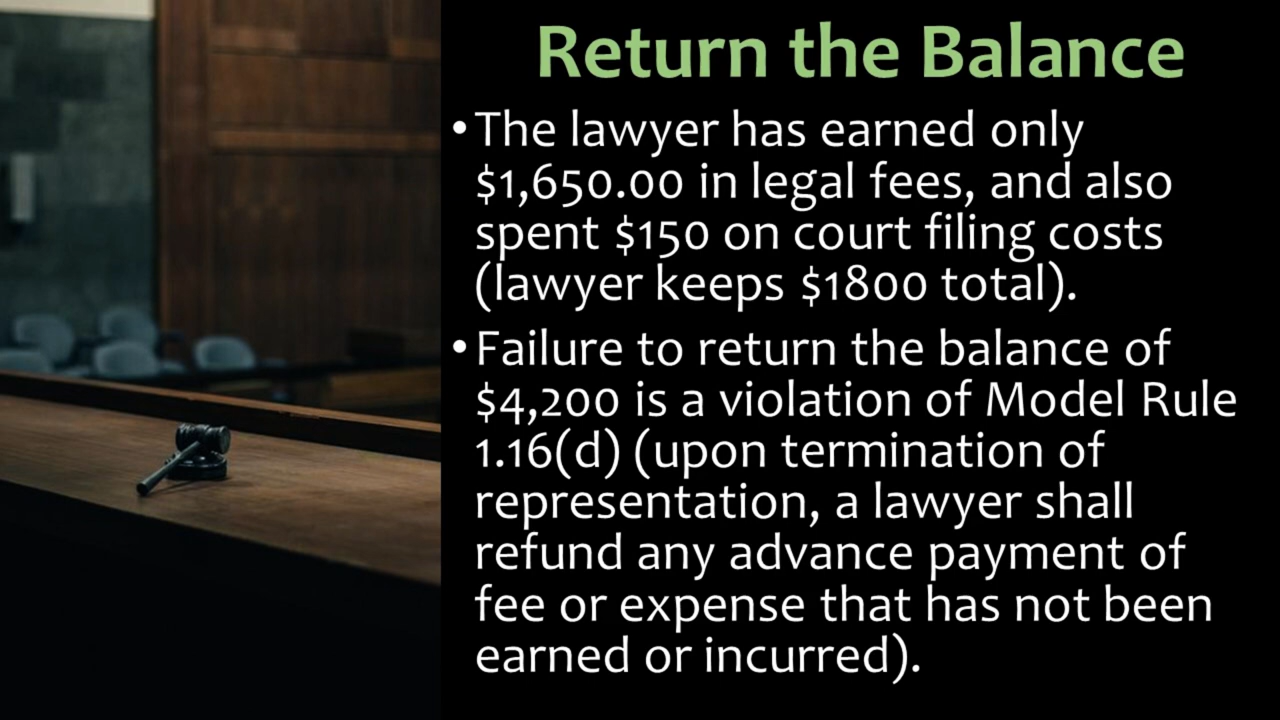 Return the Balance
•The lawyer has earned only
$1,650.00 in legal fees, and also
spent $150 on court filing costs
(lawyer keeps $1800 total).
•Failure to return the balance of
$4,200 is a violation of Model Rule
1.16(d) (upon termination of
representation, a lawyer shall
refund any advance payment of
fee or expense that has not been
earned or incurred).